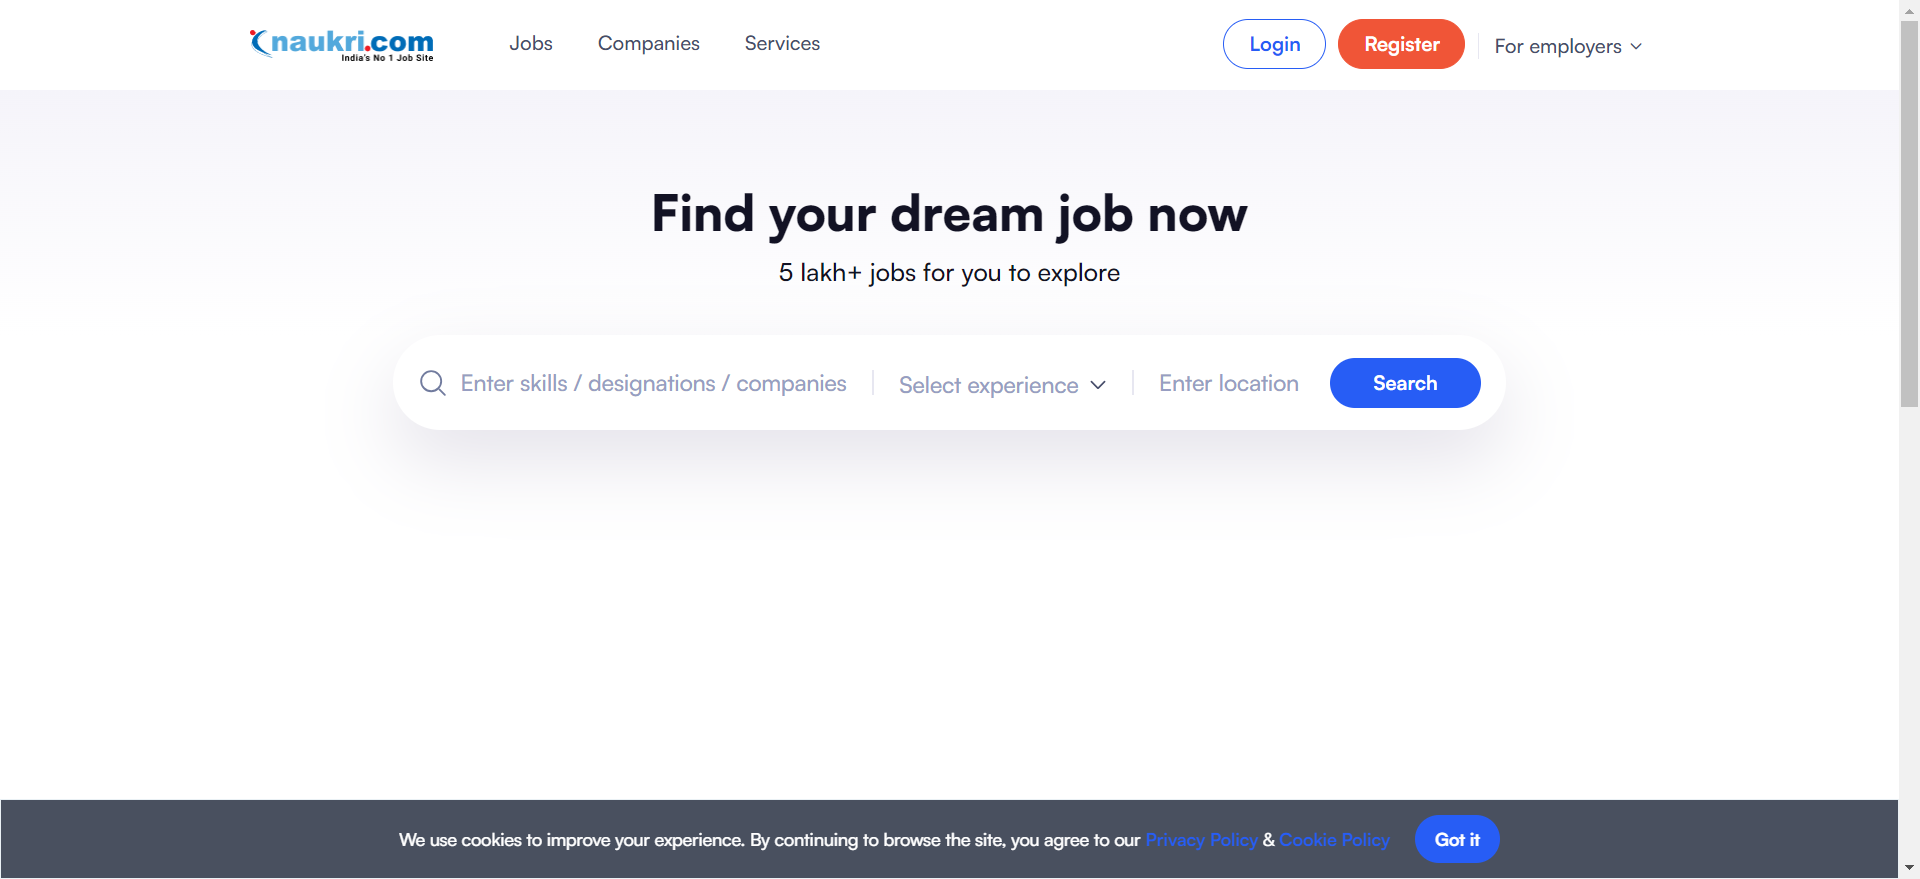 naukri.com
India's No 1 Job Site
Jobs Companies Services
Login Register For employers
Find your dream job now
5 lakh+ jobs for you to explore
Enter skills / designations / companies Select experience Enter location Search
We use cookies to improve your experience. By continuing to browse the site, you agree to our Privacy Policy & Cookie Policy Got it